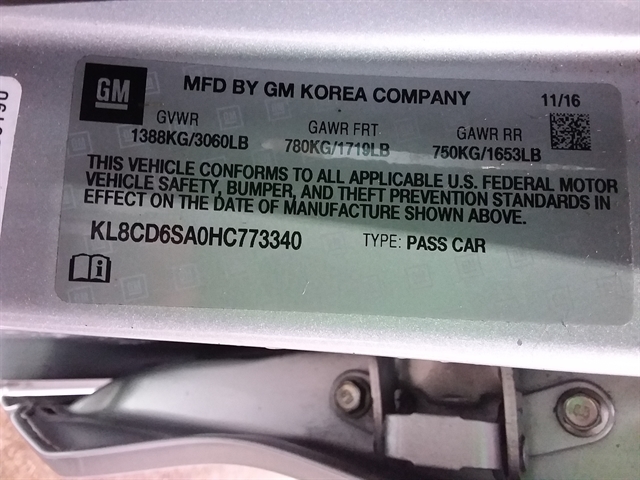 GM
MFD BY GM KOREA COMPANY 11/16
GVWR GAWR FRT GAWR RR
1388KG/3060LB 780KG/1719LB 750KG/1653LB
THIS VEHICLE CONFORMS TO ALL APPLICABLE U.S. FEDERAL MOTOR
VEHICLE SAFETY, BUMPER, AND THEFT PREVENTION STANDARDS IN
EFFECT ON THE DATE OF MANUFACTURE SHOWN ABOVE.
KL8CD6SA0HC773340 TYPE: PASS CAR